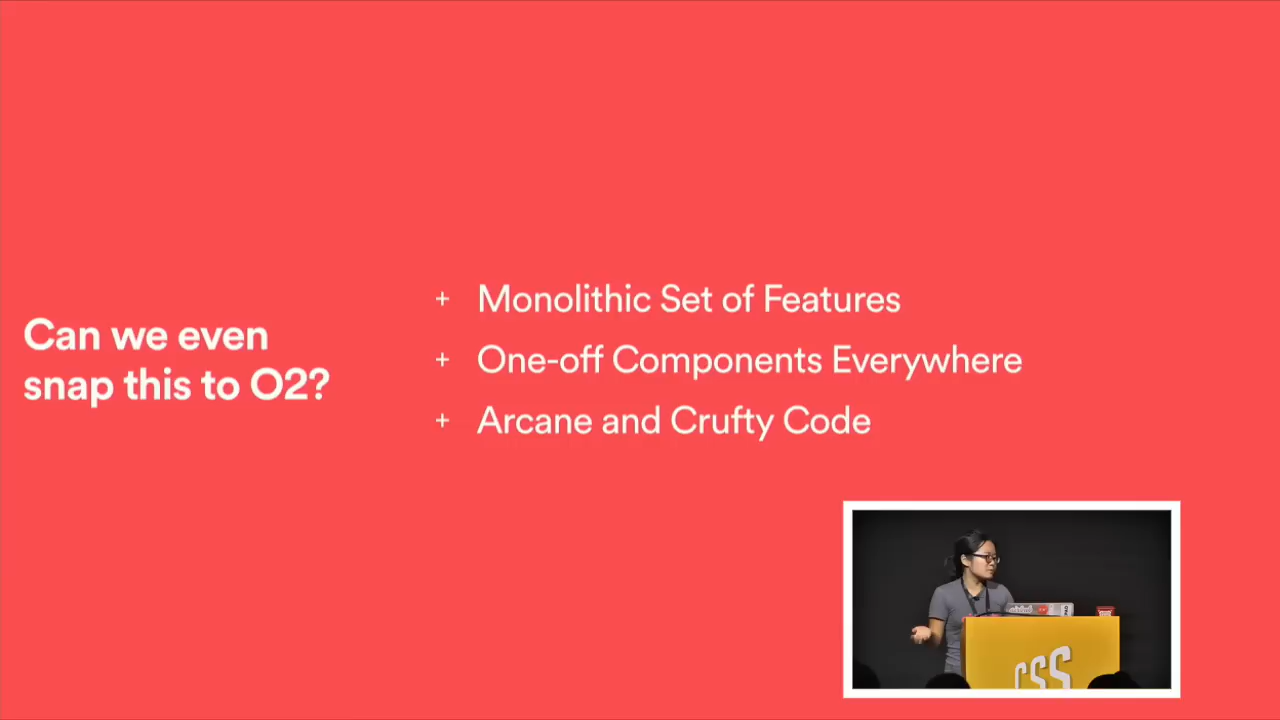 Can we even
snap this to O2?
+ Monolithic Set of Features
+ One-off Components Everywhere
+ Arcane and Crufty Code
CSS